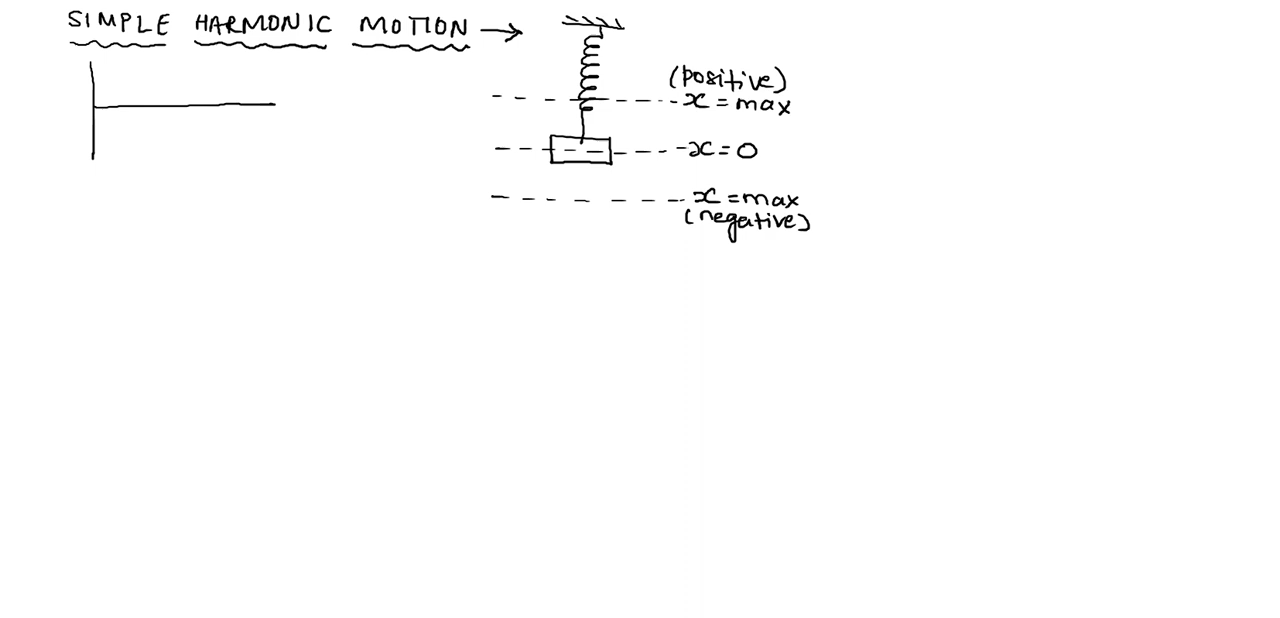 SIMPLE HARMONIC MOTION →
(positive)
x = max
x = 0
x = max
(negative)